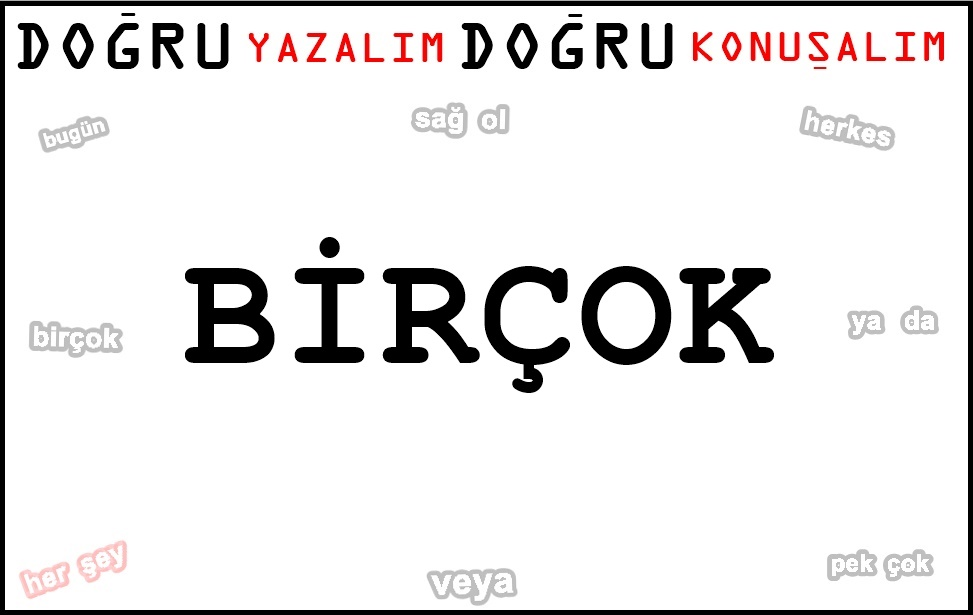 DOĞRU YAZALIM DOĞRU KONUŞALIM
bugün sağ ol herkes
BİRÇOK
birçok ya da
her şey veya pek çok